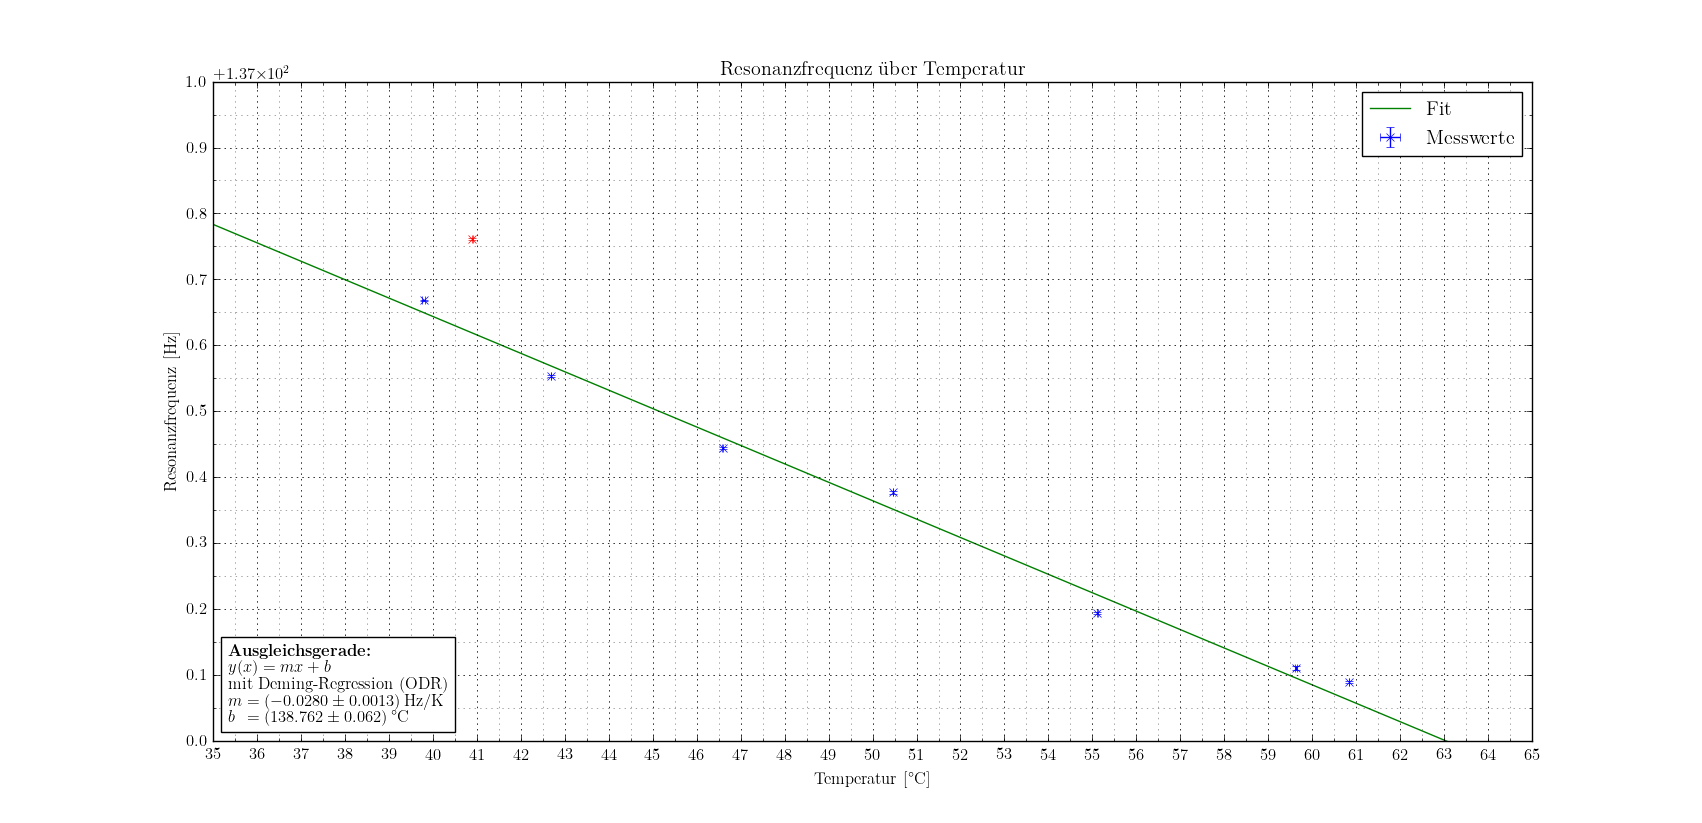 Resonanzfrequenz über Temperatur
+1.37×10²
1.0
0.9
0.8
0.7
0.6
0.5
0.4
0.3
0.2
0.1
0.0
Resonanzfrequenz [Hz]
Fit
Messwerte
Ausgleichsgerade:
y(x) = mx + b
mit Deming-Regression (ODR)
m = (−0.0280 ± 0.0013) Hz/K
b = (138.762 ± 0.062) °C
35 36 37 38 39 40 41 42 43 44 45 46 47 48 49 50 51 52 53 54 55 56 57 58 59 60 61 62 63 64 65
Temperatur [°C]